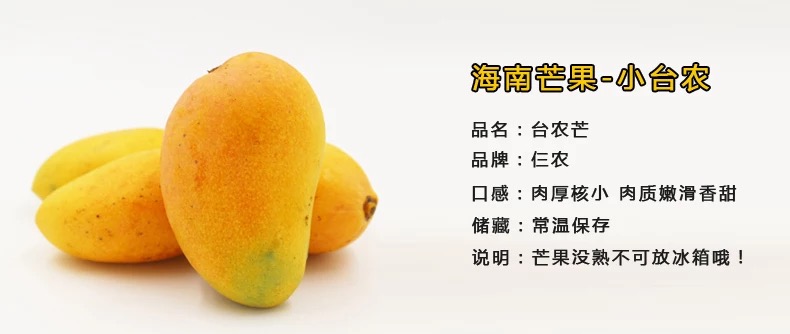 海南芒果-小台农
品名：台农芒
品牌：仨农
口感：肉厚核小 肉质嫩滑香甜
储藏：常温保存
说明：芒果没熟不可放冰箱哦！